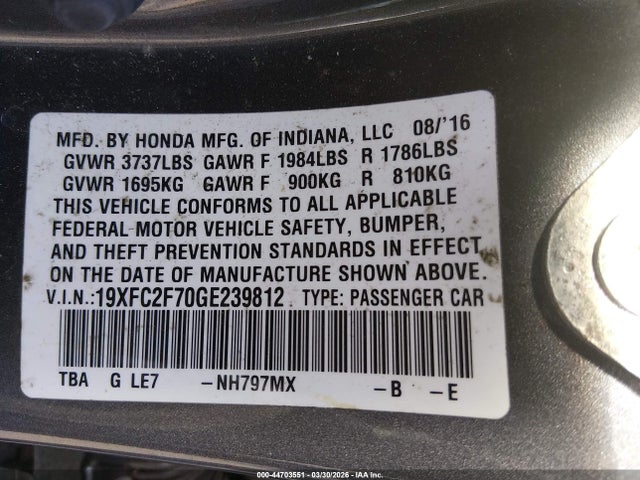 MFD. BY HONDA MFG. OF INDIANA, LLC 08/'16
GVWR 3737LBS GAWR F 1984LBS R 1786LBS
GVWR 1695KG GAWR F 900KG R 810KG
THIS VEHICLE CONFORMS TO ALL APPLICABLE
FEDERAL MOTOR VEHICLE SAFETY, BUMPER,
AND THEFT PREVENTION STANDARDS IN EFFECT
ON THE DATE OF MANUFACTURE SHOWN ABOVE.
V.I.N.:19XFC2F70GE239812 TYPE: PASSENGER CAR
TBA G LE7 -NH797MX -B -E
000-44703551 - 03/30/2026 - IAA Inc.